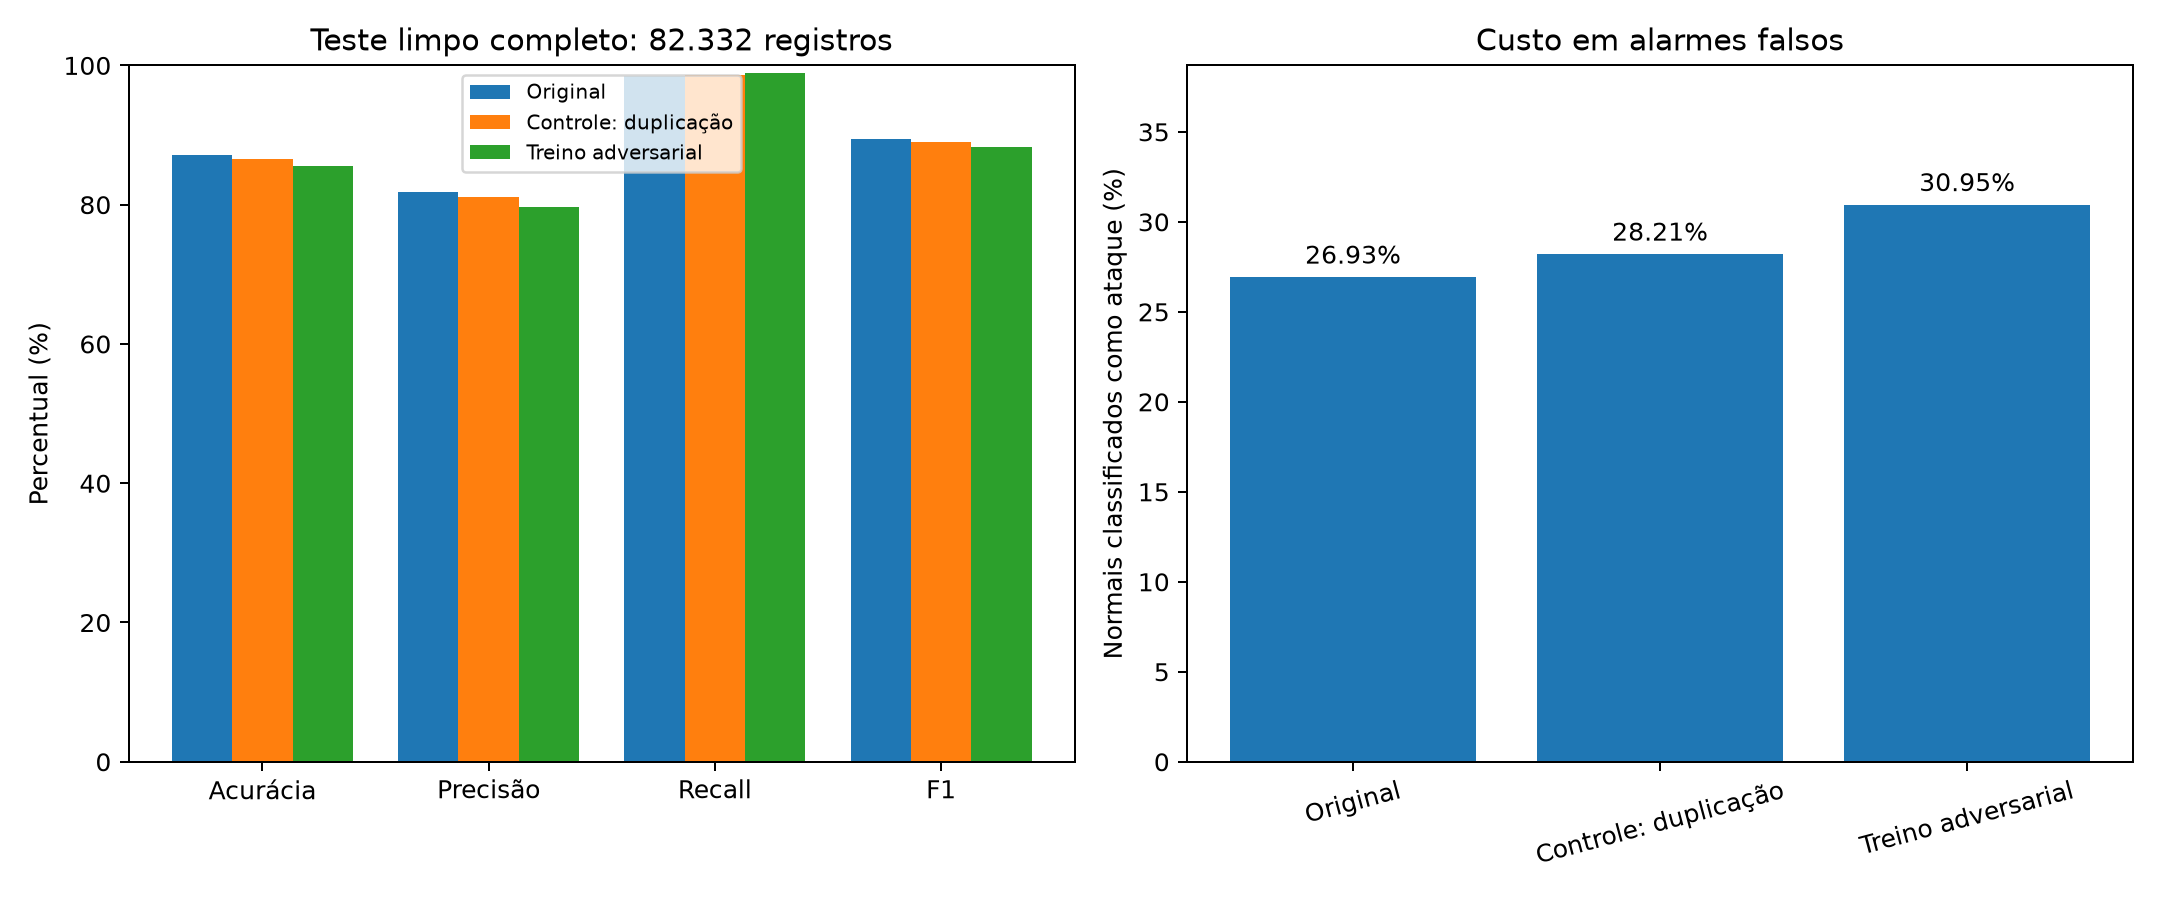 Teste limpo completo: 82.332 registros
Percentual (%)
100
80
60
40
20
0
Original
Controle: duplicação
Treino adversarial
Acurácia
Precisão
Recall
F1
Custo em alarmes falsos
Normais classificados como ataque (%)
35
30
25
20
15
10
5
0
26.93%
28.21%
30.95%
Original
Controle: duplicação
Treino adversarial